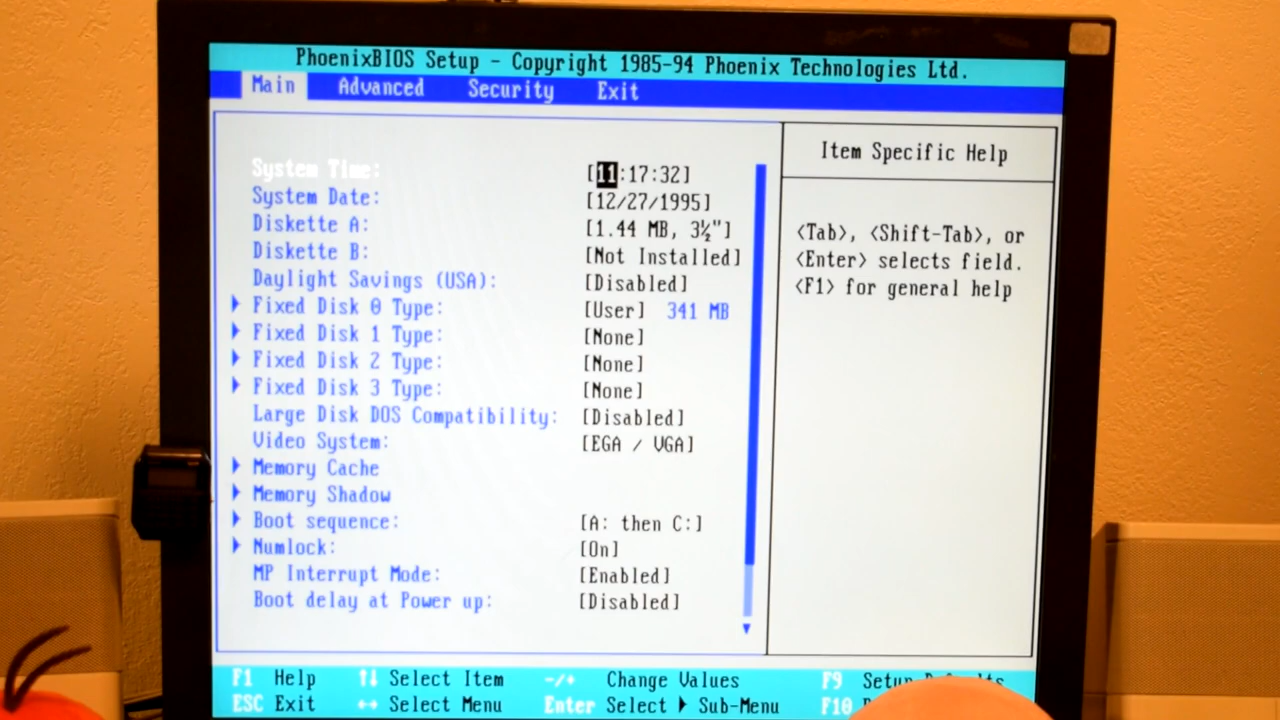 PhoenixBIOS Setup - Copyright 1985-94 Phoenix Technologies Ltd.
Main Advanced Security Exit
Item Specific Help
System Time: [11:17:32]
System Date: [12/27/1995]
Diskette A: [1.44 MB, 3½"]
Diskette B: [Not Installed]
Daylight Savings (USA): [Disabled]
Fixed Disk 0 Type: [User] 341 MB
Fixed Disk 1 Type: [None]
Fixed Disk 2 Type: [None]
Fixed Disk 3 Type: [None]
Large Disk DOS Compatibility: [Disabled]
Video System: [EGA / VGA]
Memory Cache
Memory Shadow
Boot sequence: [A: then C:]
Numlock: [On]
MP Interrupt Mode: [Enabled]
Boot delay at Power up: [Disabled]
<Tab>, <Shift-Tab>, or
<Enter> selects field.
<F1> for general help
F1 Help ↑↓ Select Item -/+ Change Values F9 Setup
ESC Exit ↔ Select Menu Enter Select ▶ Sub-Menu F10